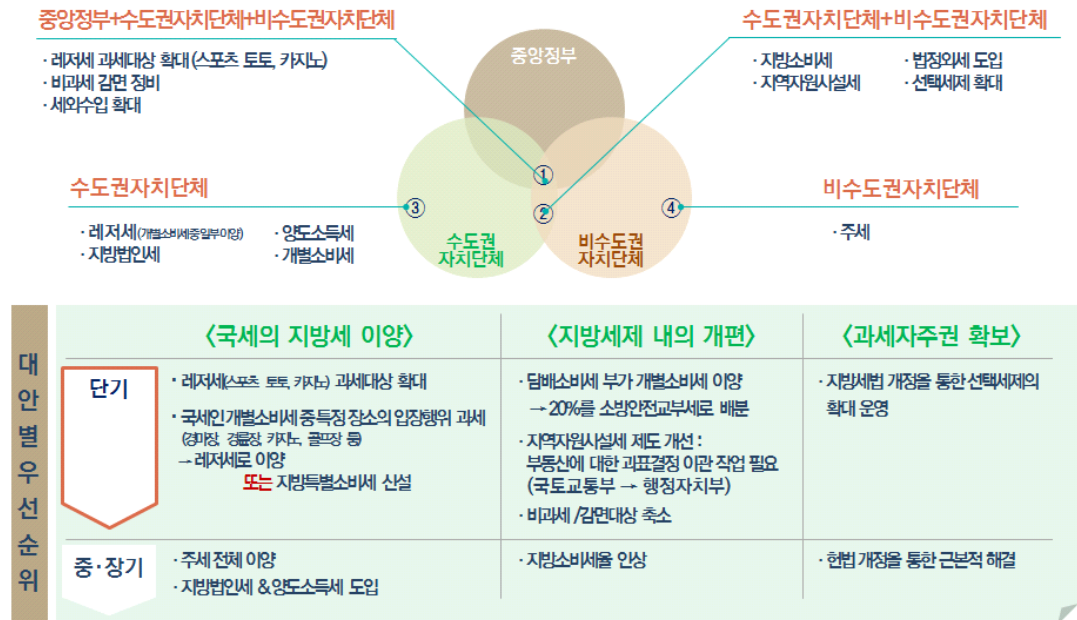 중앙정부+수도권자치단체+비수도권자치단체
· 레저세 과세대상 확대(스포츠 토토, 카지노)
· 비과세 감면 정비
· 세외수입 확대
수도권자치단체+비수도권자치단체
· 지방소비세
· 법정외세 도입
· 지역자원시설세
· 선택세제 확대
중앙정부
①
②
③
④
수도권
자치단체
비수도권
자치단체
수도권자치단체
· 레저세(개별소비세중일부이양)
· 양도소득세
· 지방법인세
· 개별소비세
비수도권자치단체
· 주세
대안별우선순위
<국세의 지방세 이양>
<지방세제 내의 개편>
<과세자주권 확보>
단기
· 레저세(스포츠 토토, 카지노) 과세대상 확대
· 국세인 개별소비세 중 특정 장소의 입장행위 과세
(경마장, 경륜장, 카지노, 골프장 등)
→ 레저세로 이양
또는 지방특별소비세 신설
· 담배소비세 부가 개별소비세 이양
→ 20%를 소방안전교부세로 배분
· 지역자원시설세 제도 개선 :
부동산에 대한 과표결정 이관 작업 필요
(국토교통부 → 행정자치부)
· 비과세 /감면대상 축소
· 지방세법 개정을 통한 선택세제의
확대 운영
중·장기
· 주세 전체 이양
· 지방법인세 & 양도소득세 도입
· 지방소비세율 인상
· 헌법 개정을 통한 근본적 해결